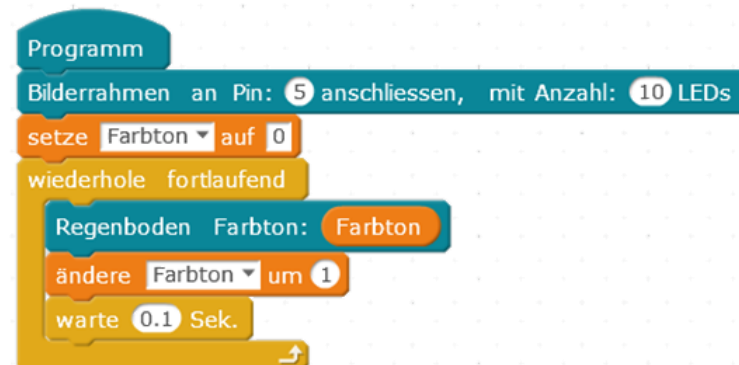 Programm
Bilderrahmen an Pin: 5 anschliessen, mit Anzahl: 10 LEDs
setze Farbton auf 0
wiederhole fortlaufend
Regenboden Farbton: Farbton
ändere Farbton um 1
warte 0.1 Sek.